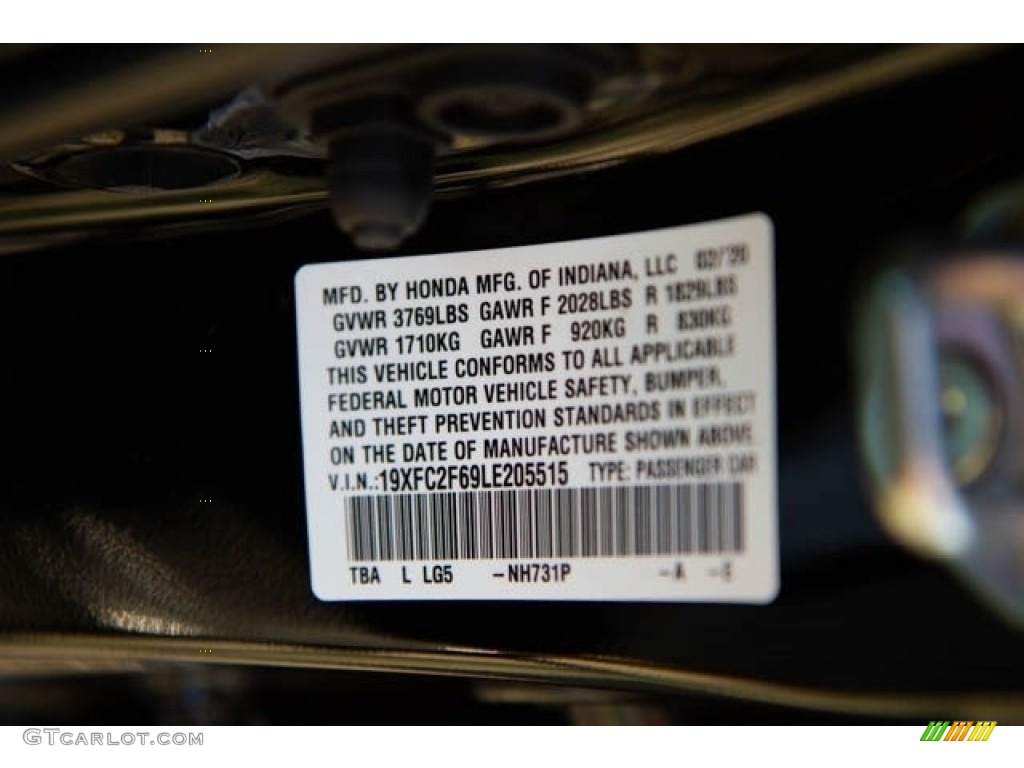 MFD. BY HONDA MFG. OF INDIANA, LLC 02/20
GVWR 3769LBS GAWR F 2028LBS R 1829LBS
GVWR 1710KG GAWR F 920KG R 830KG
THIS VEHICLE CONFORMS TO ALL APPLICABLE
FEDERAL MOTOR VEHICLE SAFETY, BUMPER,
AND THEFT PREVENTION STANDARDS IN EFFECT
ON THE DATE OF MANUFACTURE SHOWN ABOVE.
V.I.N.:19XFC2F69LE205515 TYPE: PASSENGER CAR
TBA L LG5 -NH731P -A -E
GTCARLOT.COM